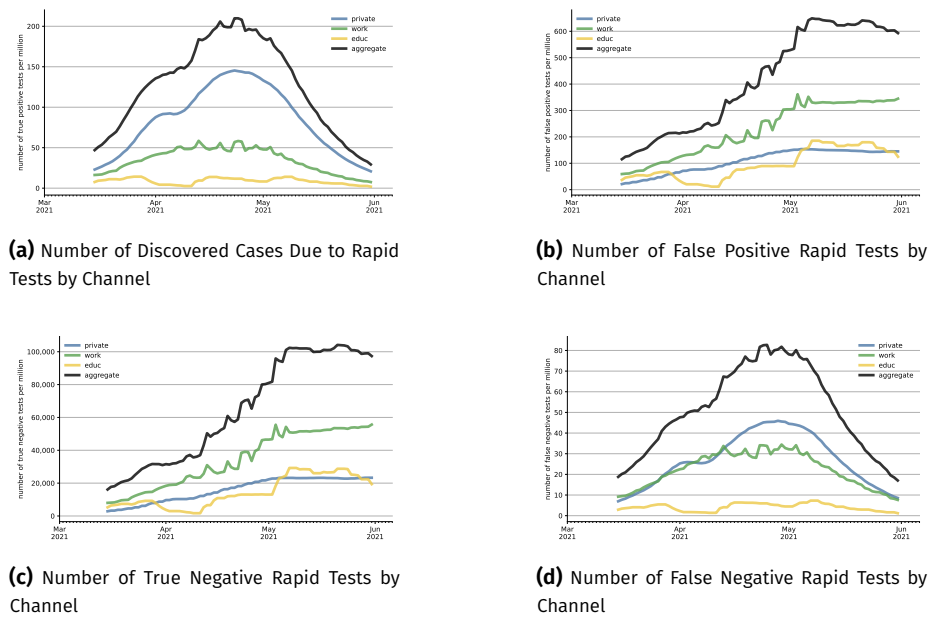 number of true positive tests per million
200
150
100
50
0
private
work
educ
aggregate
Mar
2021
Apr
2021
May
2021
Jun
2021
(a) Number of Discovered Cases Due to Rapid
Tests by Channel
number of false positive tests per million
600
500
400
300
200
100
0
private
work
educ
aggregate
Mar
2021
Apr
2021
May
2021
Jun
2021
(b) Number of False Positive Rapid Tests by
Channel
number of true negative tests per million
100,000
80,000
60,000
40,000
20,000
0
private
work
educ
aggregate
Mar
2021
Apr
2021
May
2021
Jun
2021
(c) Number of True Negative Rapid Tests by
Channel
number of false negative tests per million
80
70
60
50
40
30
20
10
0
private
work
educ
aggregate
Mar
2021
Apr
2021
May
2021
Jun
2021
(d) Number of False Negative Rapid Tests by
Channel